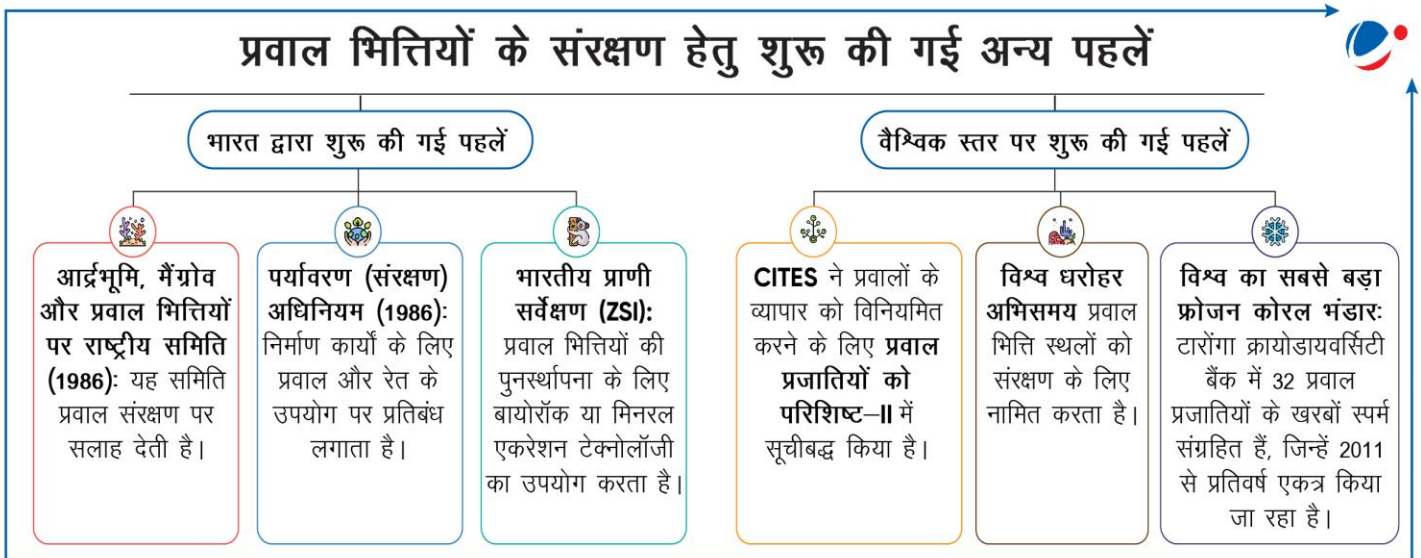 प्रवाल भित्तियों के संरक्षण हेतु शुरू की गई अन्य पहलें
भारत द्वारा शुरू की गई पहलें
आर्द्रभूमि, मैंग्रोव
और प्रवाल भित्तियों
पर राष्ट्रीय समिति
(1986): यह समिति
प्रवाल संरक्षण पर
सलाह देती है।
पर्यावरण (संरक्षण)
अधिनियम (1986):
निर्माण कार्यों के लिए
प्रवाल और रेत के
उपयोग पर प्रतिबंध
लगाता है।
भारतीय प्राणी
सर्वेक्षण (ZSI):
प्रवाल भित्तियों की
पुनर्स्थापना के लिए
बायोरॉक या मिनरल
एकरेशन टेक्नोलॉजी
का उपयोग करता है।
वैश्विक स्तर पर शुरू की गई पहलें
CITES ने प्रवालों के
व्यापार को विनियमित
करने के लिए प्रवाल
प्रजातियों को
परिशिष्ट–II में
सूचीबद्ध किया है।
विश्व धरोहर
अभिसमय प्रवाल
भित्ति स्थलों को
संरक्षण के लिए
नामित करता है।
विश्व का सबसे बड़ा
फ्रोजन कोरल भंडारः
टारोंगा क्रायोडायवर्सिटी
बैंक में 32 प्रवाल
प्रजातियों के खरबों स्पर्म
संग्रहित हैं, जिन्हें 2011
से प्रतिवर्ष एकत्र किया
जा रहा है।